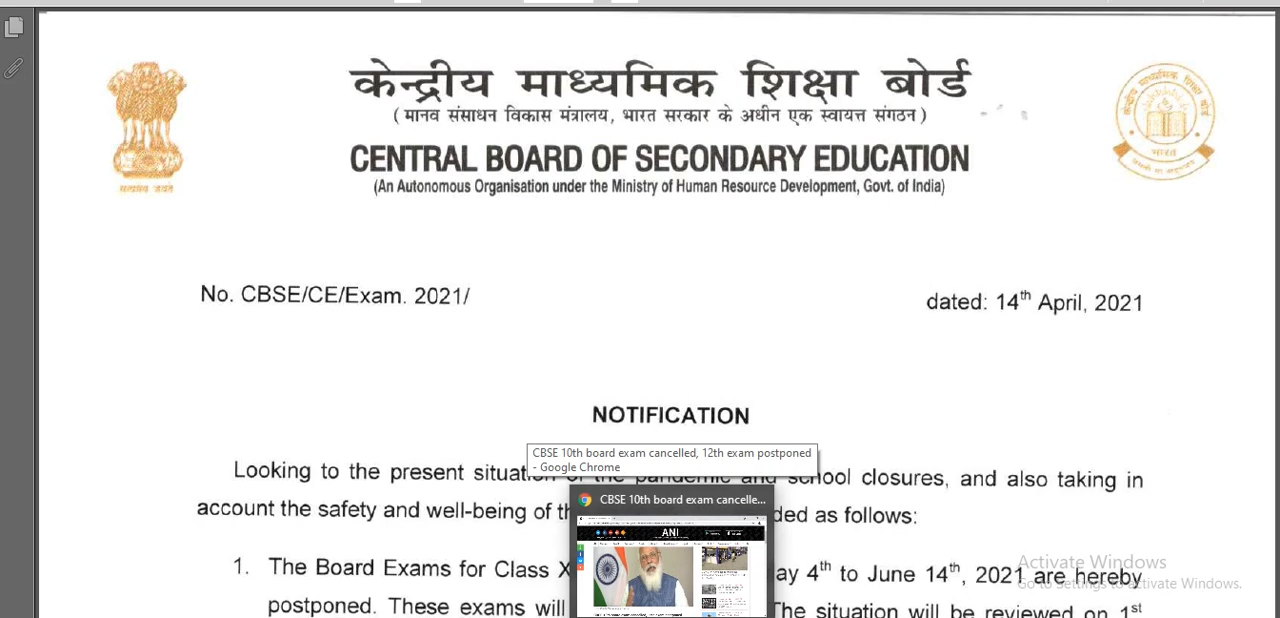 केन्द्रीय माध्यमिक शिक्षा बोर्ड
(मानव संसाधन विकास मंत्रालय, भारत सरकार के अधीन एक स्वायत्त संगठन)
CENTRAL BOARD OF SECONDARY EDUCATION
(An Autonomous Organisation under the Ministry of Human Resource Development, Govt. of India)
सत्यमेव जयते
केन्द्रीय माध्यमिक शिक्षा बोर्ड
भारत
No. CBSE/CE/Exam. 2021/
dated: 14th April, 2021
NOTIFICATION
CBSE 10th board exam cancelled, 12th exam postponed
- Google Chrome
Looking to the present of the pandemic and school closures, and also taking in
CBSE 10th board exam cancelle...
account the safety and well-being of as follows:
ANI
1. The Board Exams for Class 4th to June 14th, 2021 are hereby
postponed. These exams will The situation will be reviewed on 1st
Activate Windows
Go to Settings to activate Windows.